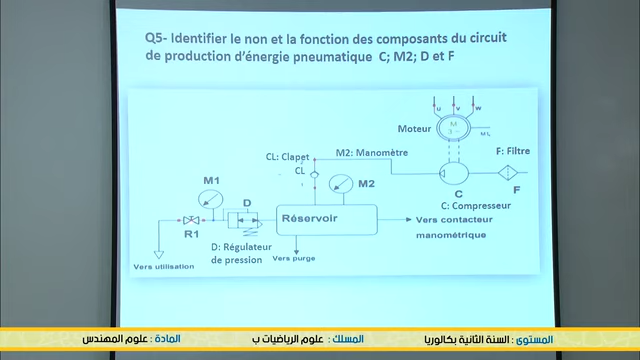 Q5- Identifier le non et la fonction des composants du circuit
de production d'énergie pneumatique C; M2; D et F
u v w
Moteur
M
3 ~
CL: Clapet
M2: Manomètre
F: Filtre
CL
M1
M2
C
F
D
C: Compresseur
Réservoir
Vers contacteur
manométrique
R1
D: Régulateur
de pression
Vers purge
Vers utilisation
المستوى : السنة الثانية بكالوريا
المسلك : علوم الرياضيات ب
المادة : علوم المهندس